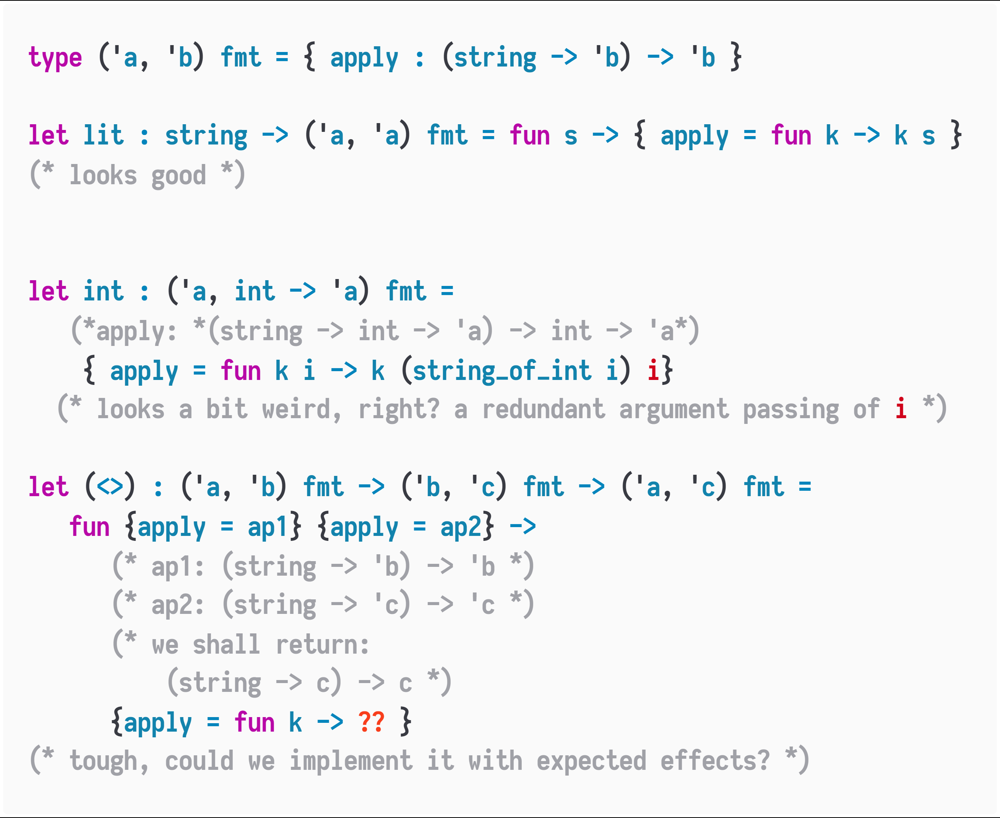 type ('a, 'b) fmt = { apply : (string -> 'b) -> 'b }
let lit : string -> ('a, 'a) fmt = fun s -> { apply = fun k -> k s }
(* looks good *)
let int : ('a, int -> 'a) fmt =
(*apply: *(string -> int -> 'a) -> int -> 'a*)
{ apply = fun k i -> k (string_of_int i) i}
(* looks a bit weird, right? a redundant argument passing of i *)
let (<>) : ('a, 'b) fmt -> ('b, 'c) fmt -> ('a, 'c) fmt =
fun {apply = ap1} {apply = ap2} ->
(* ap1: (string -> 'b) -> 'b *)
(* ap2: (string -> 'c) -> 'c *)
(* we shall return:
(string -> c) -> c *)
{apply = fun k -> ?? }
(* tough, could we implement it with expected effects? *)